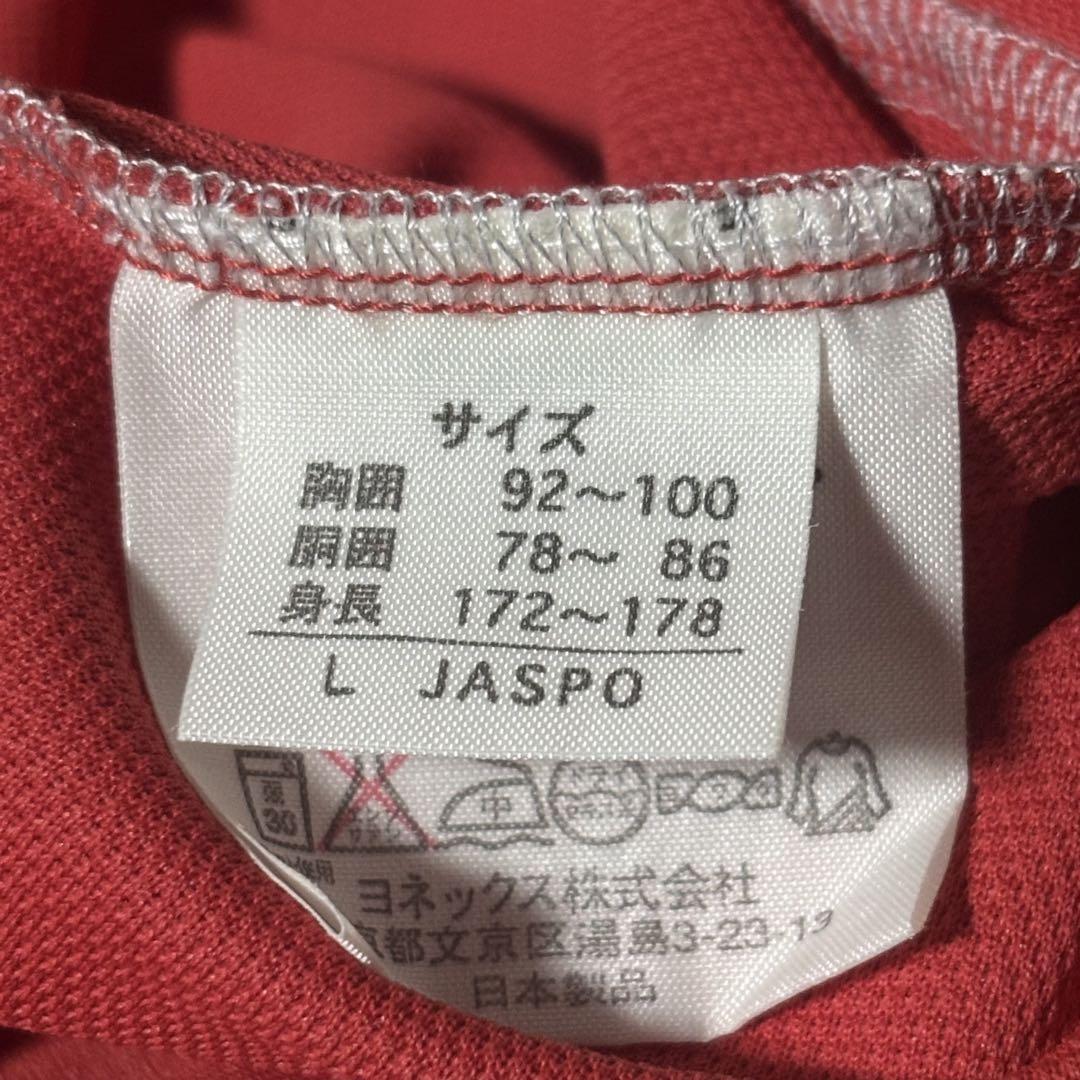 サイズ
胸囲 92～100
胴囲 78～ 86
身長 172～178
L JASPO
弱
30
中
ヨネックス株式会社
京都文京区湯島3-23-13
日本製品